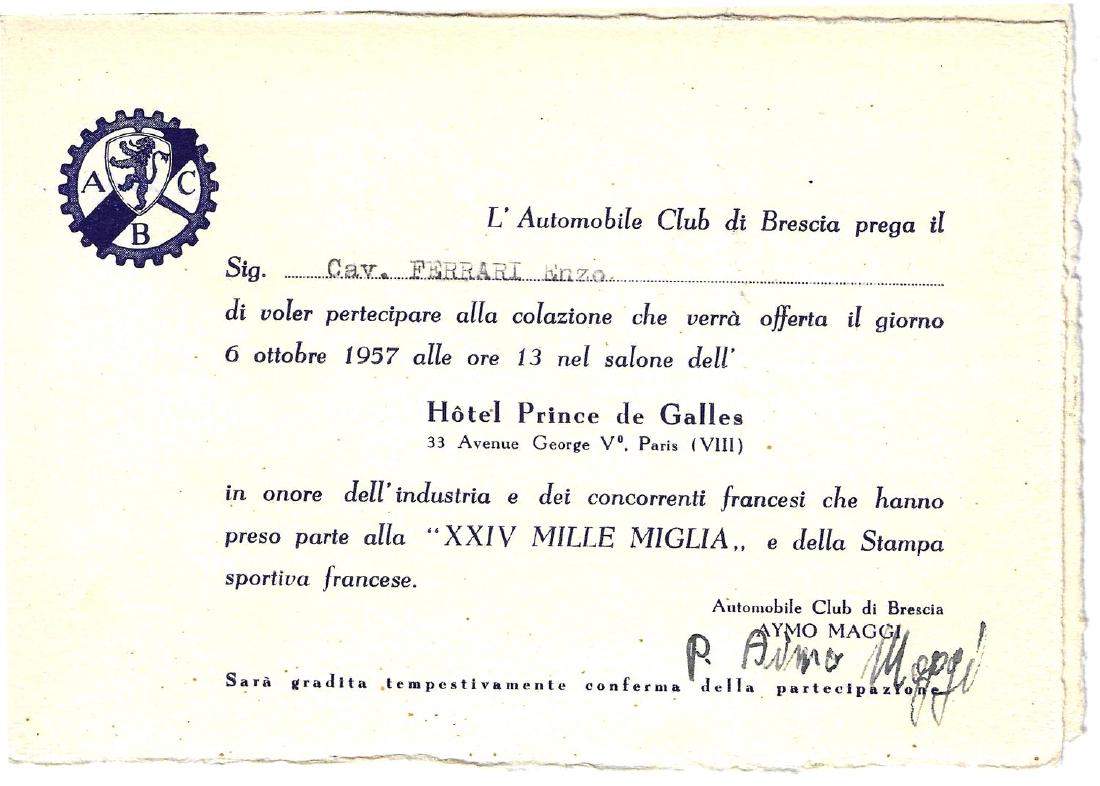 A C
B
L' Automobile Club di Brescia prega il
Sig. Cav. FERRARI Enzo
di voler pertecipare alla colazione che verrà offerta il giorno
6 ottobre 1957 alle ore 13 nel salone dell'
Hôtel Prince de Galles
33 Avenue George V°, Paris (VIII)
in onore dell'industria e dei concorrenti francesi che hanno
preso parte alla “XXIV MILLE MIGLIA„ e della Stampa
sportiva francese.
Automobile Club di Brescia
AYMO MAGGI
P. Aimo Maggi
Sarà gradita tempestivamente conferma della partecipazione